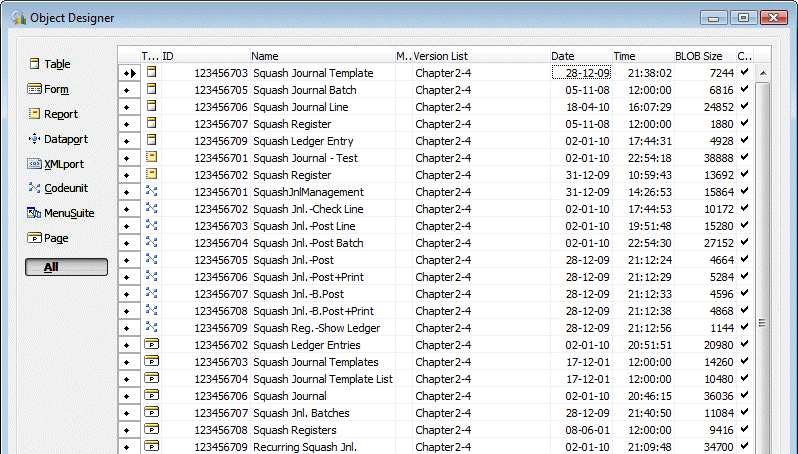 Object Designer
T... ID Name M.. Version List Date Time BLOB Size C..
Table
Form
Report
Dataport
XMLport
Codeunit
MenuSuite
Page
All
123456703 Squash Journal Template Chapter2-4 28-12-09 21:38:02 7244
123456705 Squash Journal Batch Chapter2-4 05-11-08 12:00:00 6816
123456706 Squash Journal Line Chapter2-4 18-04-10 16:07:29 24852
123456707 Squash Register Chapter2-4 05-11-08 12:00:00 1880
123456709 Squash Ledger Entry Chapter2-4 02-01-10 17:44:31 4928
123456701 Squash Journal - Test Chapter2-4 02-01-10 22:54:18 38888
123456702 Squash Register Chapter2-4 31-12-09 10:59:43 13692
123456701 SquashJnlManagement Chapter2-4 31-12-09 14:26:53 15864
123456702 Squash Jnl.-Check Line Chapter2-4 02-01-10 17:44:53 10172
123456703 Squash Jnl.-Post Line Chapter2-4 02-01-10 19:51:48 15280
123456704 Squash Jnl.-Post Batch Chapter2-4 02-01-10 22:54:30 27152
123456705 Squash Jnl.-Post Chapter2-4 28-12-09 21:12:24 4664
123456706 Squash Jnl.-Post+Print Chapter2-4 28-12-09 21:12:29 5284
123456707 Squash Jnl.-B.Post Chapter2-4 28-12-09 21:12:33 4596
123456708 Squash Jnl.-B.Post+Print Chapter2-4 28-12-09 21:12:38 4868
123456709 Squash Reg.-Show Ledger Chapter2-4 28-12-09 21:12:56 1144
123456702 Squash Ledger Entries Chapter2-4 02-01-10 20:51:51 20980
123456703 Squash Journal Templates Chapter2-4 17-12-01 12:00:00 14260
123456704 Squash Journal Template List Chapter2-4 17-12-01 12:00:00 10480
123456706 Squash Journal Chapter2-4 02-01-10 20:46:15 36036
123456707 Squash Jnl. Batches Chapter2-4 28-12-09 21:40:50 11084
123456708 Squash Registers Chapter2-4 08-06-01 12:00:00 9416
123456709 Recurring Squash Jnl. Chapter2-4 02-01-10 21:09:48 34700